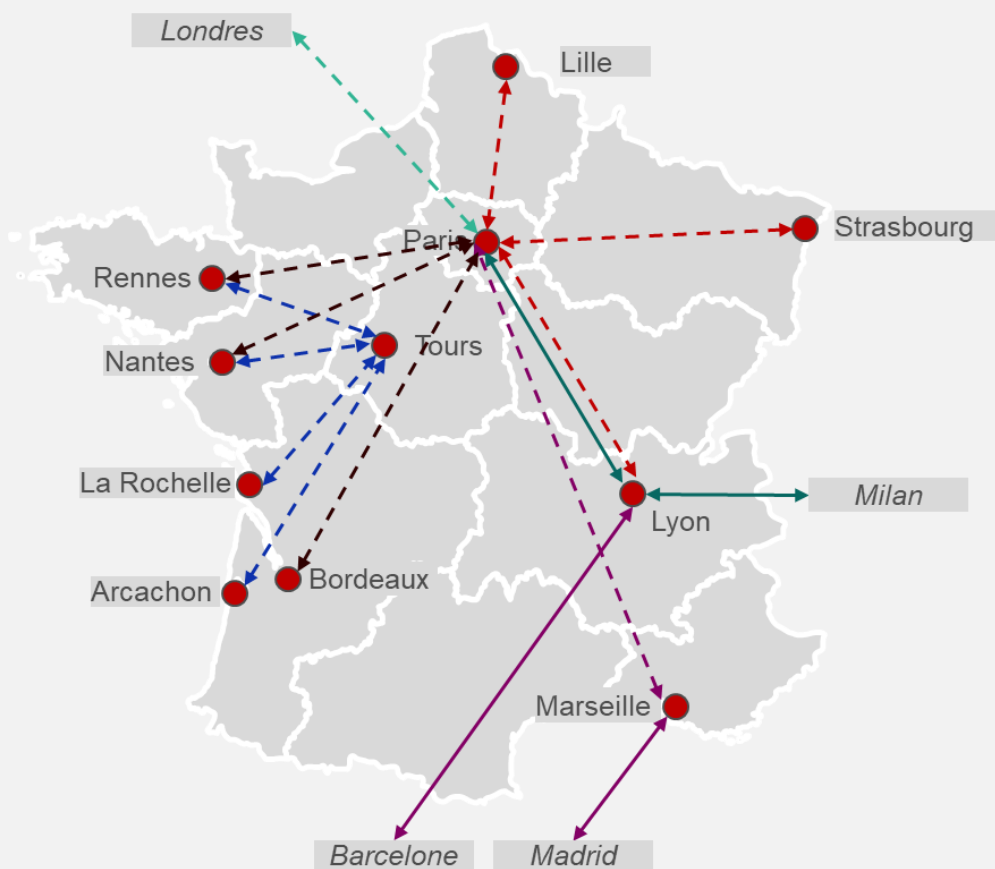 Londres
Lille
Strasbourg
Paris
Rennes
Tours
Nantes
La Rochelle
Milan
Lyon
Arcachon
Bordeaux
Marseille
Barcelone
Madrid